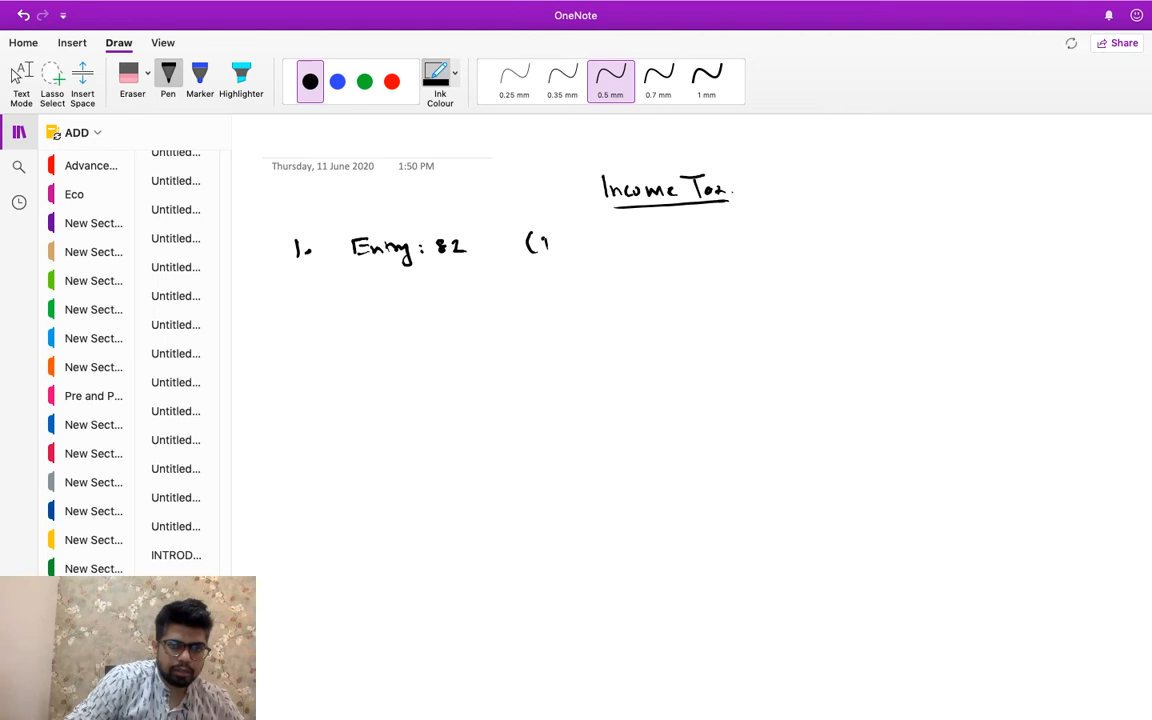 OneNote
Home Insert Draw View Share
Text Mode Lasso Select Insert Space Eraser Pen Marker Highlighter Ink Colour 0.25 mm 0.35 mm 0.5 mm 0.7 mm 1 mm
ADD
Advance...
Eco
New Sect...
New Sect...
New Sect...
New Sect...
New Sect...
New Sect...
Pre and P...
New Sect...
New Sect...
New Sect...
New Sect...
New Sect...
New Sect...
Untitled...
Untitled...
Untitled...
Untitled...
Untitled...
Untitled...
Untitled...
Untitled...
Untitled...
Untitled...
Untitled...
Untitled...
Untitled...
Untitled...
INTROD...
Thursday, 11 June 2020 1:50 PM
Income Tax.
1. Entry: 82